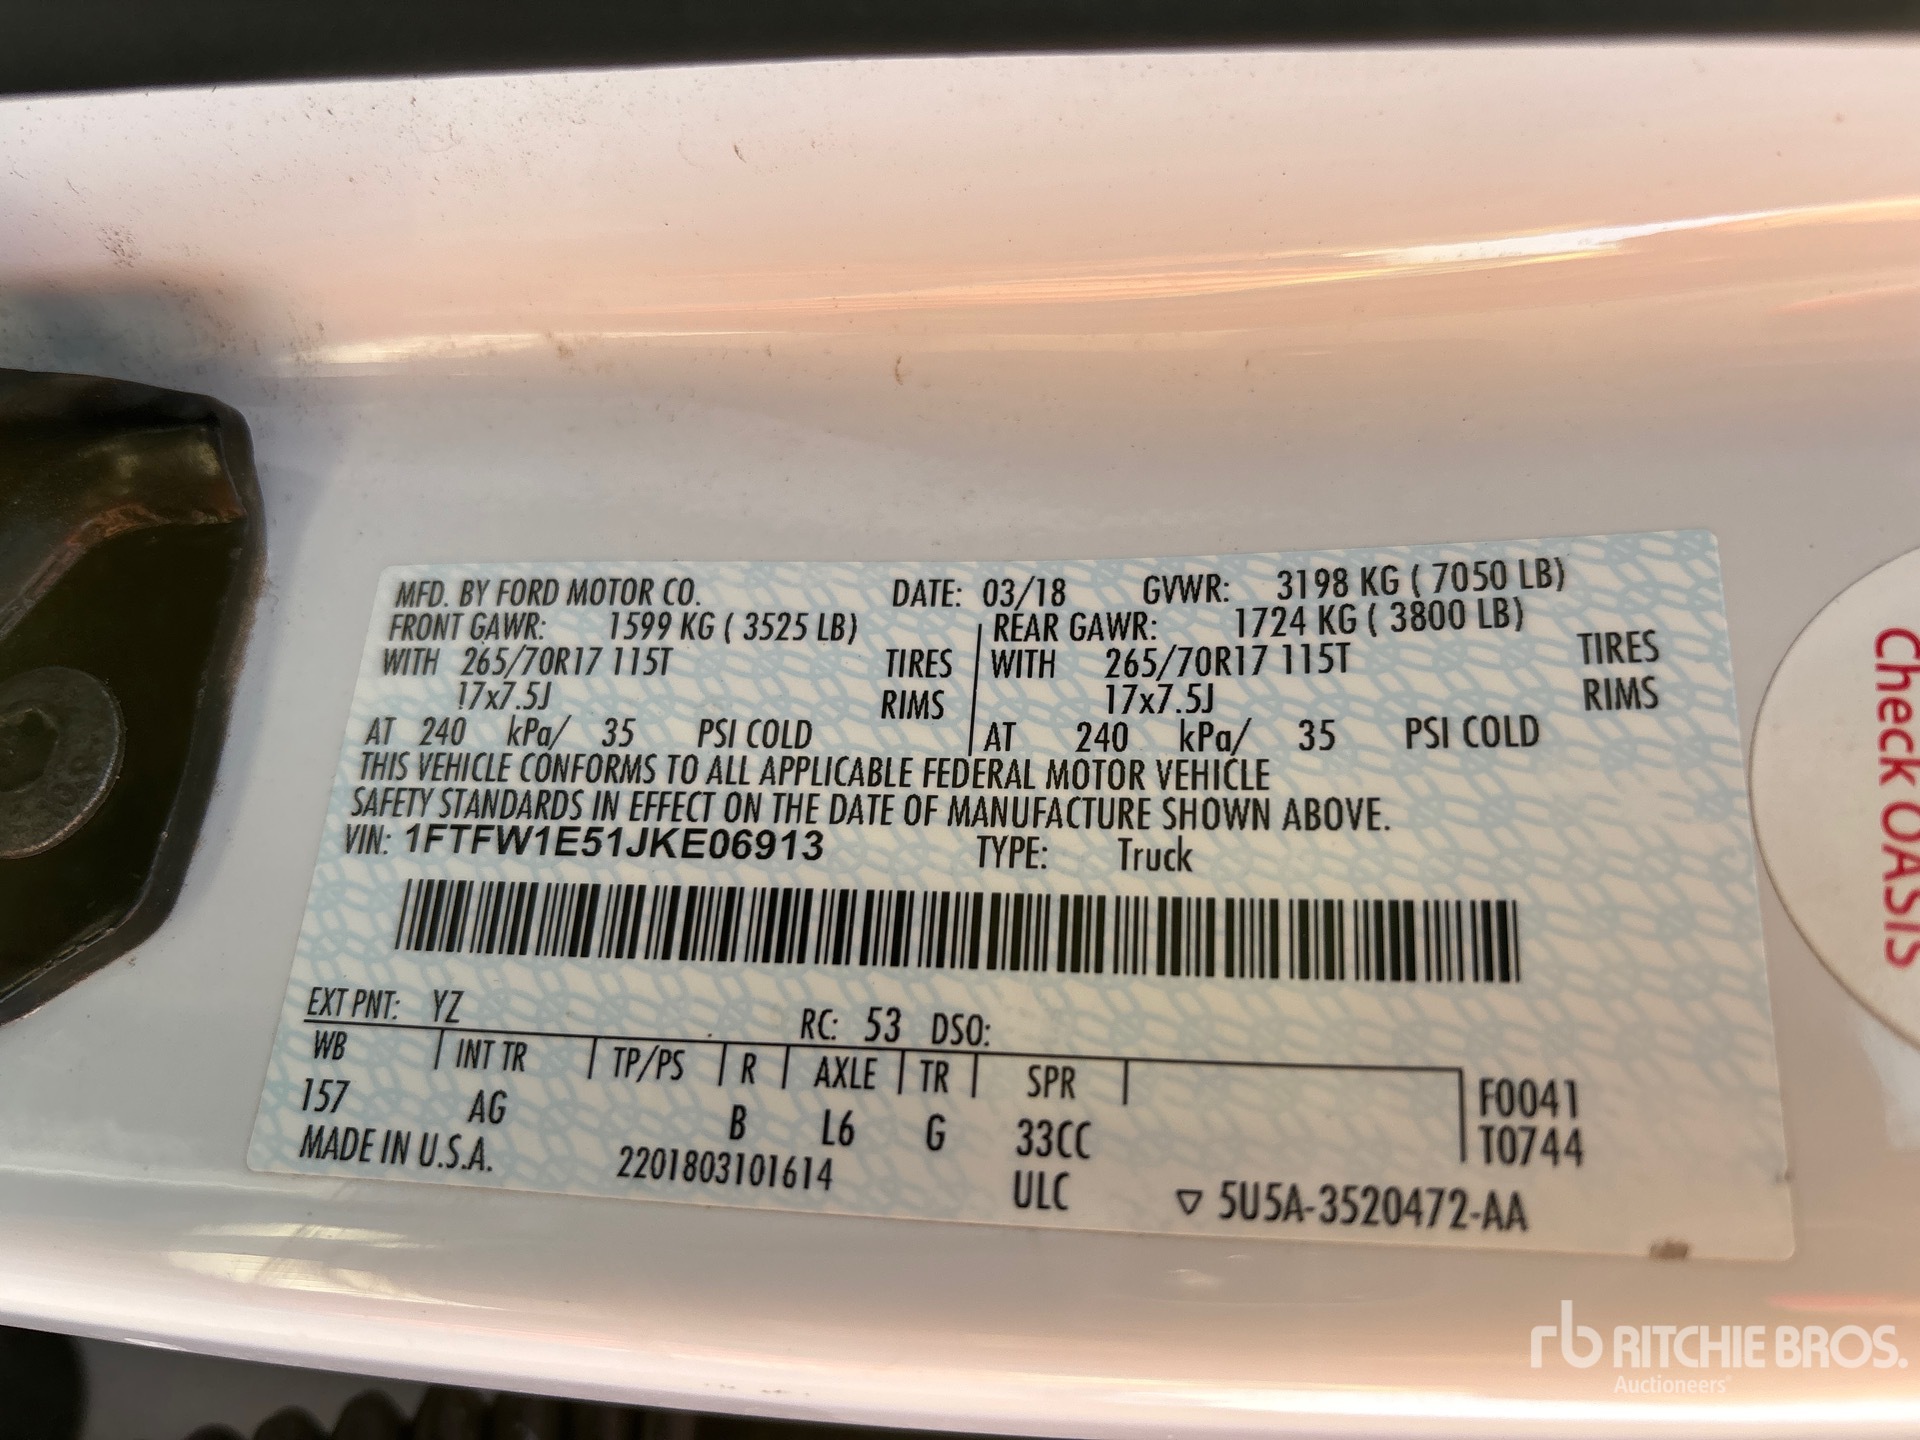 MFD. BY FORD MOTOR CO. DATE: 03/18 GVWR: 3198 KG ( 7050 LB)
FRONT GAWR: 1599 KG ( 3525 LB) REAR GAWR: 1724 KG ( 3800 LB)
WITH 265/70R17 115T TIRES WITH 265/70R17 115T TIRES
17x7.5J RIMS 17x7.5J RIMS
AT 240 kPa/ 35 PSI COLD AT 240 kPa/ 35 PSI COLD
THIS VEHICLE CONFORMS TO ALL APPLICABLE FEDERAL MOTOR VEHICLE
SAFETY STANDARDS IN EFFECT ON THE DATE OF MANUFACTURE SHOWN ABOVE.
VIN: 1FTFW1E51JKE06913 TYPE: Truck
EXT PNT: YZ RC: 53 DSO:
WB INT TR TP/PS R AXLE TR SPR
157 AG B L6 G 33CC
F0041
T0744
MADE IN U.S.A. 2201803101614 ULC ▽ 5U5A-3520472-AA
Check OASIS
rb RITCHIE BROS.
Auctioneers